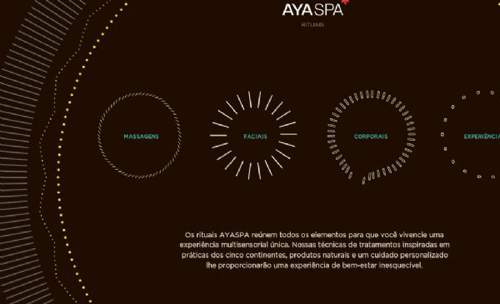 AYASPA
RITUAIS
MASSAGENS
FACIAIS
CORPORAIS
EXPERIÊNCIA
Os rituais AYASPA reúnem todos os elementos para que você vivencie uma
experiência multisensorial única. Nossas técnicas de tratamentos inspiradas em
práticas dos cinco continentes, produtos naturais e um cuidado personalizado
lhe proporcionarão uma experiência de bem-estar inesquecível.